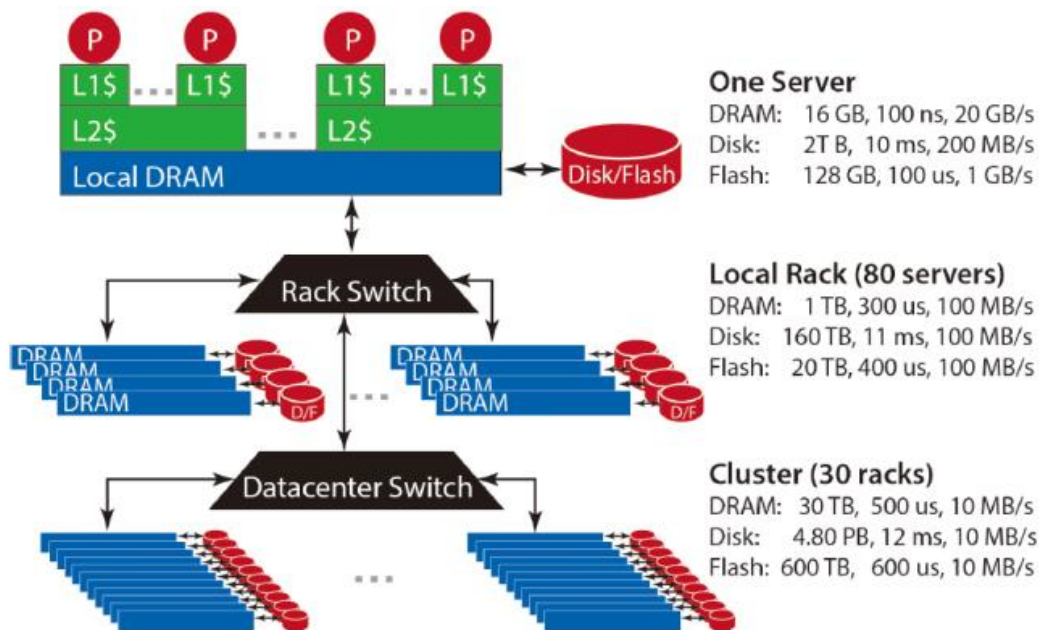 P P P P
L1$ L1$ L1$ L1$
L2$ L2$
Local DRAM
Disk/Flash
One Server
DRAM: 16 GB, 100 ns, 20 GB/s
Disk: 2T B, 10 ms, 200 MB/s
Flash: 128 GB, 100 us, 1 GB/s
Rack Switch
DRAM DRAM
DRAM DRAM
DRAM DRAM
DRAM DRAM
D/F D/F
Local Rack (80 servers)
DRAM: 1 TB, 300 us, 100 MB/s
Disk: 160 TB, 11 ms, 100 MB/s
Flash: 20 TB, 400 us, 100 MB/s
Datacenter Switch
Cluster (30 racks)
DRAM: 30 TB, 500 us, 10 MB/s
Disk: 4.80 PB, 12 ms, 10 MB/s
Flash: 600 TB, 600 us, 10 MB/s